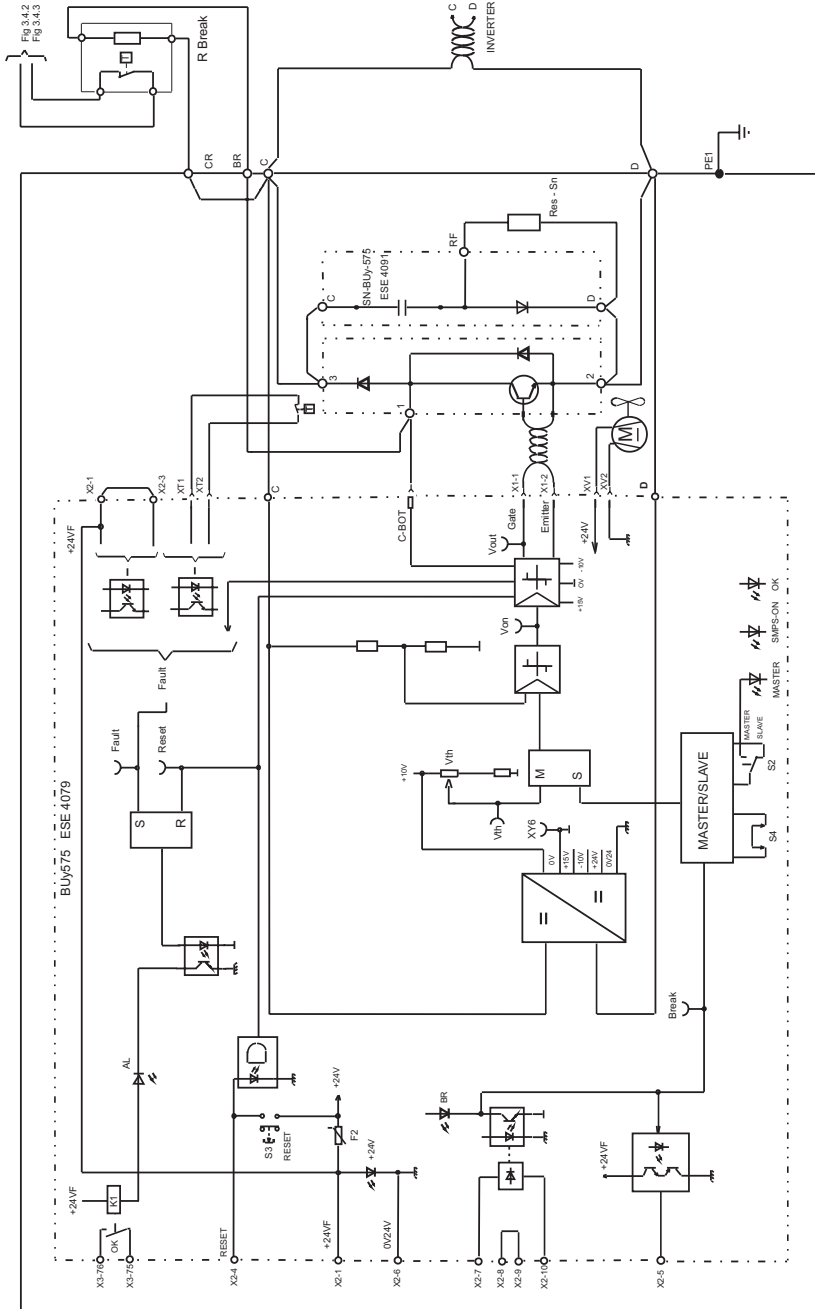 Fig 3.4.2
Fig 3.4.3
R Break
C
D
INVERTER
CR
BR
C
D
PE1
Res - Sn
RF
SN-BUy-575
ESE 4091
C
D
3
1
2
M
X2-1
X2-3
XT1
XT2
C
C-BOT
X1-1
X1-2
Gate
Emitter
XV1
XV2
+24V
D
+24VF
BUy575 ESE 4079
Fault
Fault
Reset
S
R
Vout
Von
+15V
0V
-10V
+10V
Vth
Vth
M
S
XY6
0V
+15V
-10V
+24V
0V24
=
=
MASTER/SLAVE
MASTER
SLAVE
S2
S4
MASTER
SMPS-ON
OK
Break
AL
+24VF
K1
OK
X3-76
X3-75
RESET
X2-4
S3
RESET
+24V
F2
+24V
+24VF
X2-1
0V24V
X2-6
BR
X2-7
X2-8
X2-9
X2-10
+24VF
X2-5